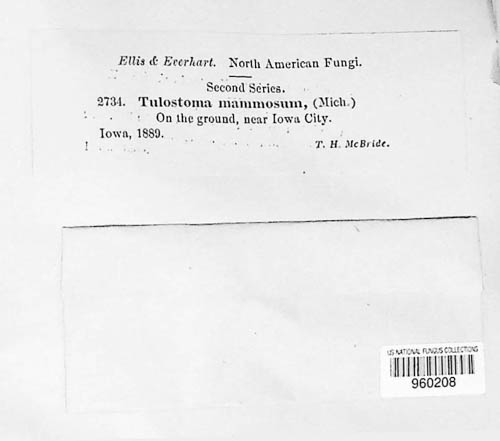 Ellis & Everhart. North American Fungi.
Second Series.
2734. Tulostoma mammosum, (Mich.)
On the ground, near Iowa City.
Iowa, 1889.
T. H. McBride.
US NATIONAL FUNGUS COLLECTIONS
960208